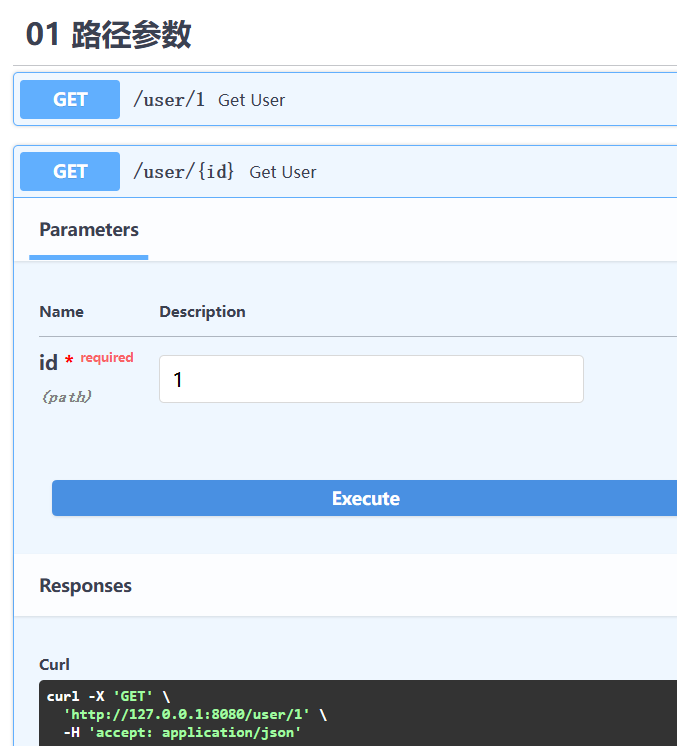 01 路径参数
GET /user/1 Get User
GET /user/{id} Get User
Parameters
Name Description
id * required
1
(path)
Execute
Responses
Curl
curl -X 'GET' \
'http://127.0.0.1:8080/user/1' \
-H 'accept: application/json'